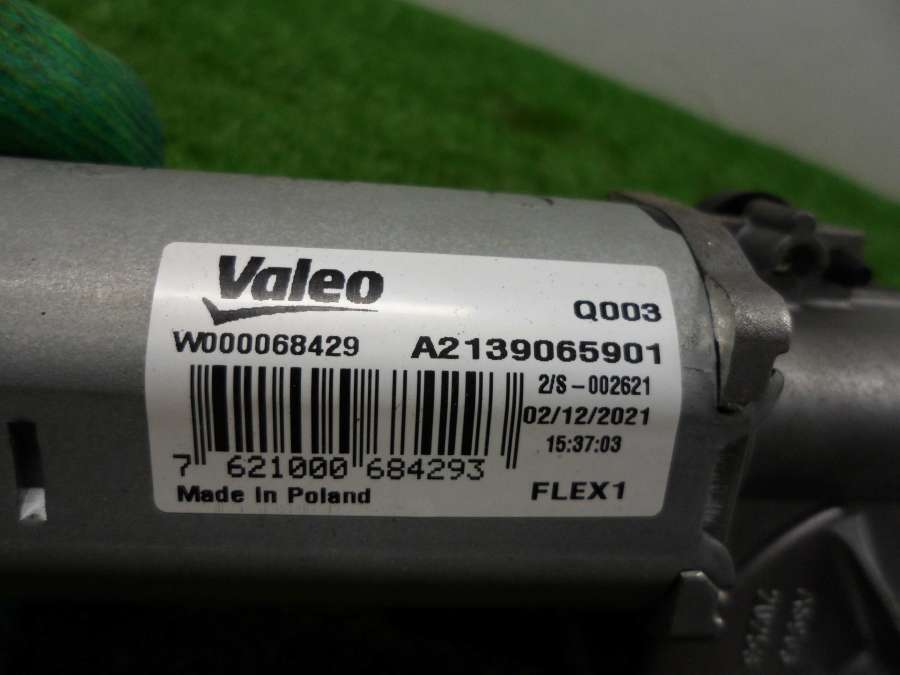 Valeo
Q003
W000068429 A2139065901
2/S-002621
02/12/2021
15:37:03
7 621000 684293
Made In Poland
FLEX1